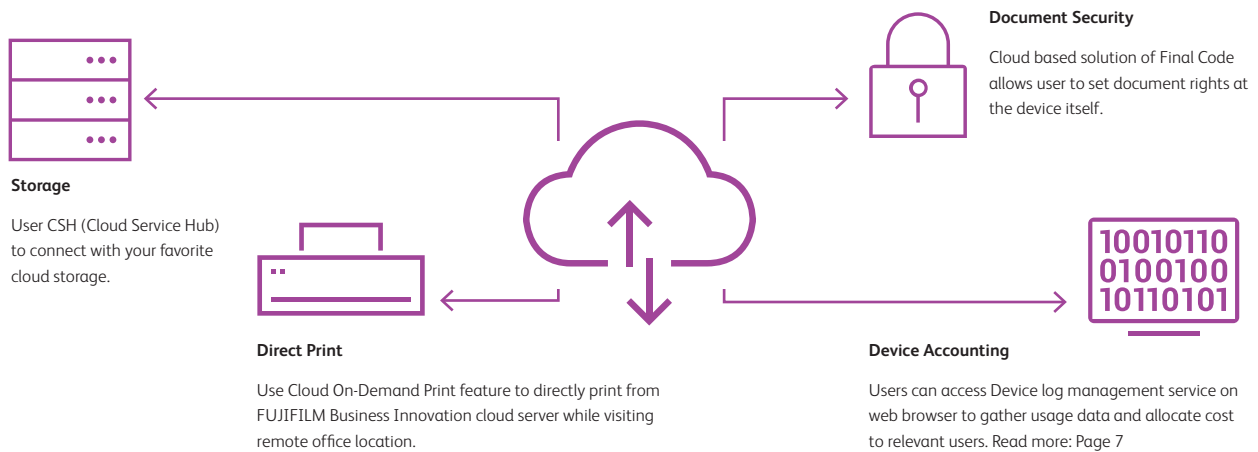 Document Security
Cloud based solution of Final Code
allows user to set document rights at
the device itself.
Storage
User CSH (Cloud Service Hub)
to connect with your favorite
cloud storage.
10010110
0100100
10110101
Direct Print
Use Cloud On-Demand Print feature to directly print from
FUJIFILM Business Innovation cloud server while visiting
remote office location.
Device Accounting
Users can access Device log management service on
web browser to gather usage data and allocate cost
to relevant users. Read more: Page 7